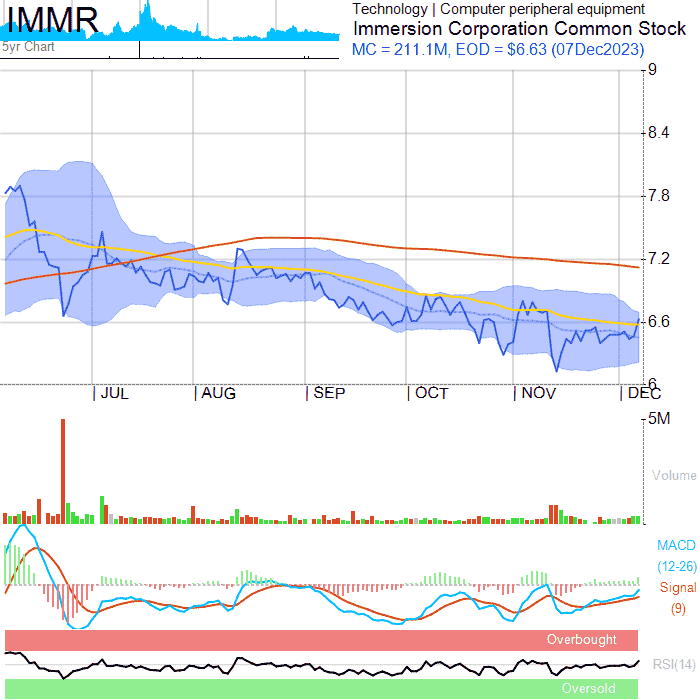 IMMR
5yr Chart
Technology | Computer peripheral equipment
Immersion Corporation Common Stock
MC = 211.1M, EOD = $6.63 (07Dec2023)
9
8.4
7.8
7.2
6.6
6
JUL AUG SEP OCT NOV DEC
5M
Volume
MACD
(12-26)
Signal
(9)
Overbought
RSI(14)
Oversold